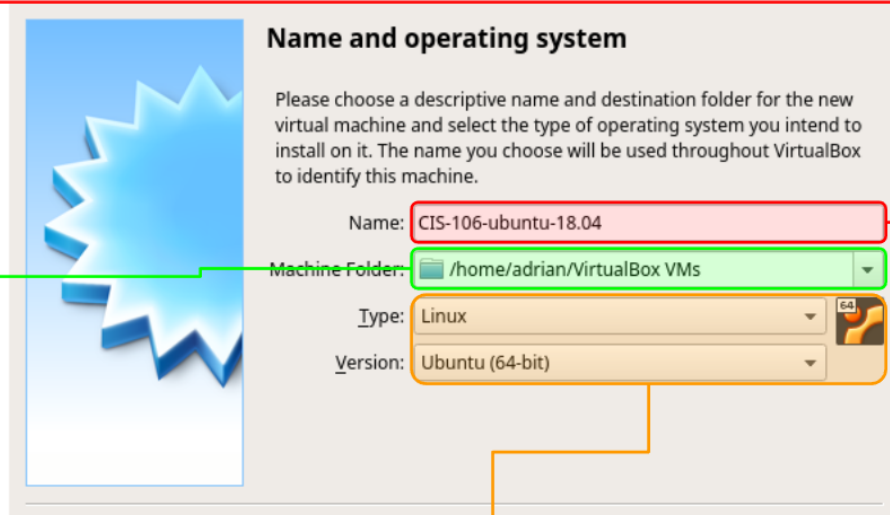 Name and operating system
Please choose a descriptive name and destination folder for the new
virtual machine and select the type of operating system you intend to
install on it. The name you choose will be used throughout VirtualBox
to identify this machine.
Name: CIS-106-ubuntu-18.04
Machine Folder: /home/adrian/VirtualBox VMs
Type: Linux
64
Version: Ubuntu (64-bit)